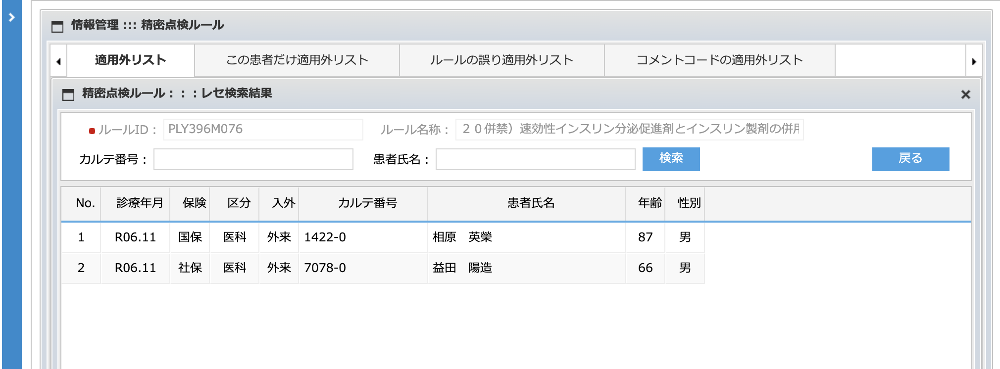 情報管理 ::: 精密点検ルール
適用外リスト この患者だけ適用外リスト ルールの誤り適用外リスト コメントコードの適用外リスト
精密点検ルール：：：レセ検索結果
ルールID： PLY396M076 ルール名称： ２０併禁）速効性インスリン分泌促進剤とインスリン製剤の併
カルテ番号： 患者氏名： 検索 戻る
No. 診療年月 保険 区分 入外 カルテ番号 患者氏名 年齢 性別
1 R06.11 国保 医科 外来 1422-0 相原　英榮 87 男
2 R06.11 社保 医科 外来 7078-0 益田　陽造 66 男